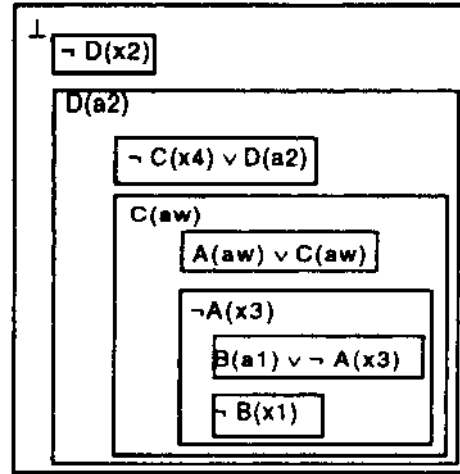 ⊥
¬ D(x2)
D(a2)
¬ C(x4) ∨ D(a2)
C(aw)
A(aw) ∨ C(aw)
¬A(x3)
B(a1) ∨ ¬ A(x3)
¬ B(x1)